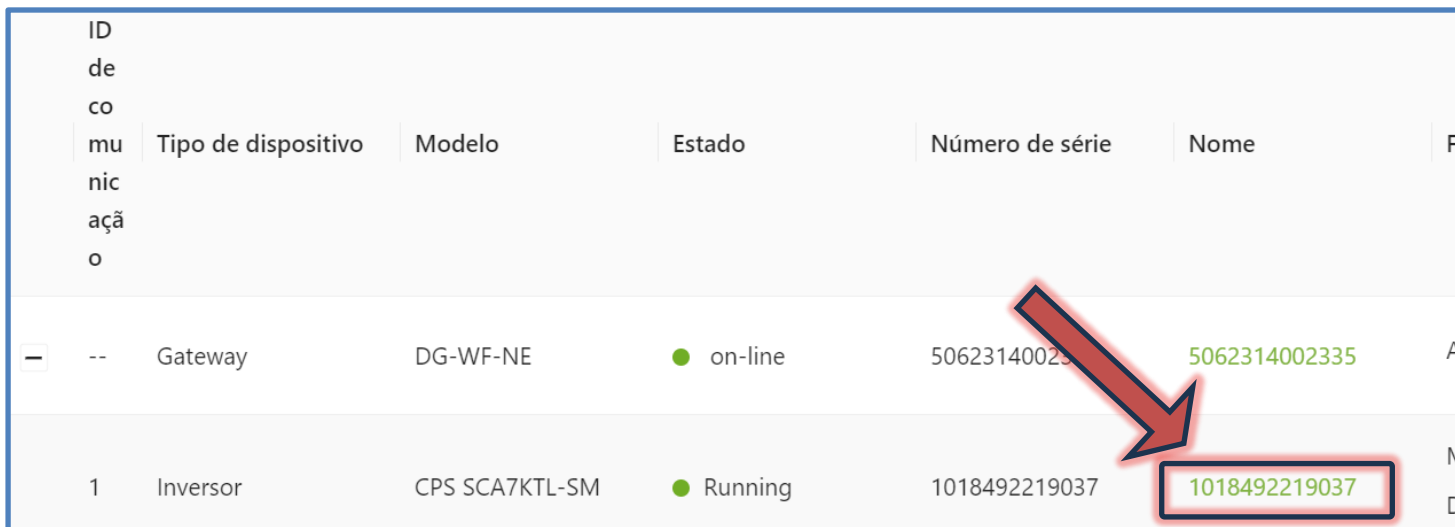 ID
de
co
mu
nic
açã
o
Tipo de dispositivo
Modelo
Estado
Número de série
Nome
-- Gateway DG-WF-NE on-line 5062314002335
1 Inversor CPS SCA7KTL-SM Running 1018492219037 1018492219037